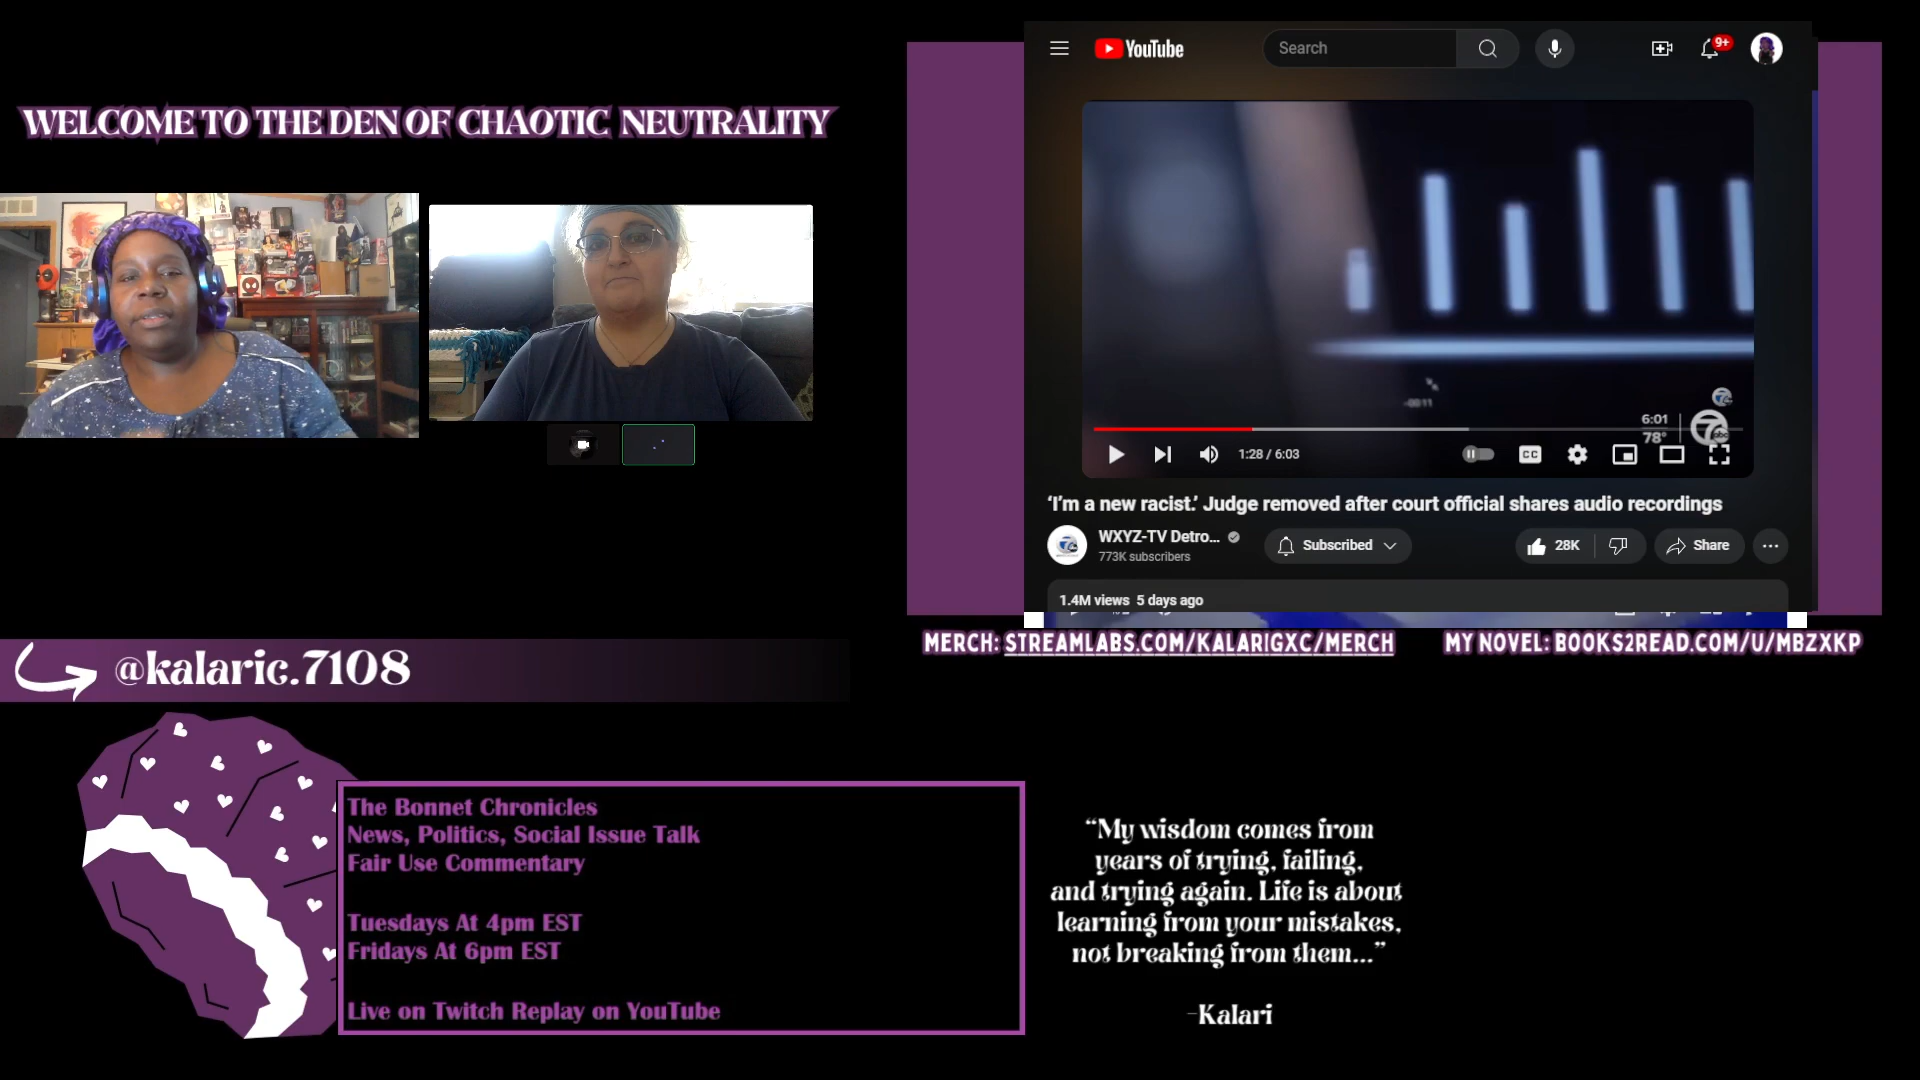 WELCOME TO THE DEN OF CHAOTIC NEUTRALITY
YouTube
Search
9+
6:01
78°
1:28 / 6:03
CC
‘I’m a new racist.’ Judge removed after court official shares audio recordings
WXYZ-TV Detro...
773K subscribers
Subscribed
28K
Share
1.4M views 5 days ago
MERCH: STREAMLABS.COM/KALARIGXC/MERCH
MY NOVEL: BOOKS2READ.COM/U/MBZXKP
@kalaric.7108
The Bonnet Chronicles
News, Politics, Social Issue Talk
Fair Use Commentary
Tuesdays At 4pm EST
Fridays At 6pm EST
Live on Twitch Replay on YouTube
“My wisdom comes from
years of trying, failing,
and trying again. Life is about
learning from your mistakes,
not breaking from them...”
-Kalari